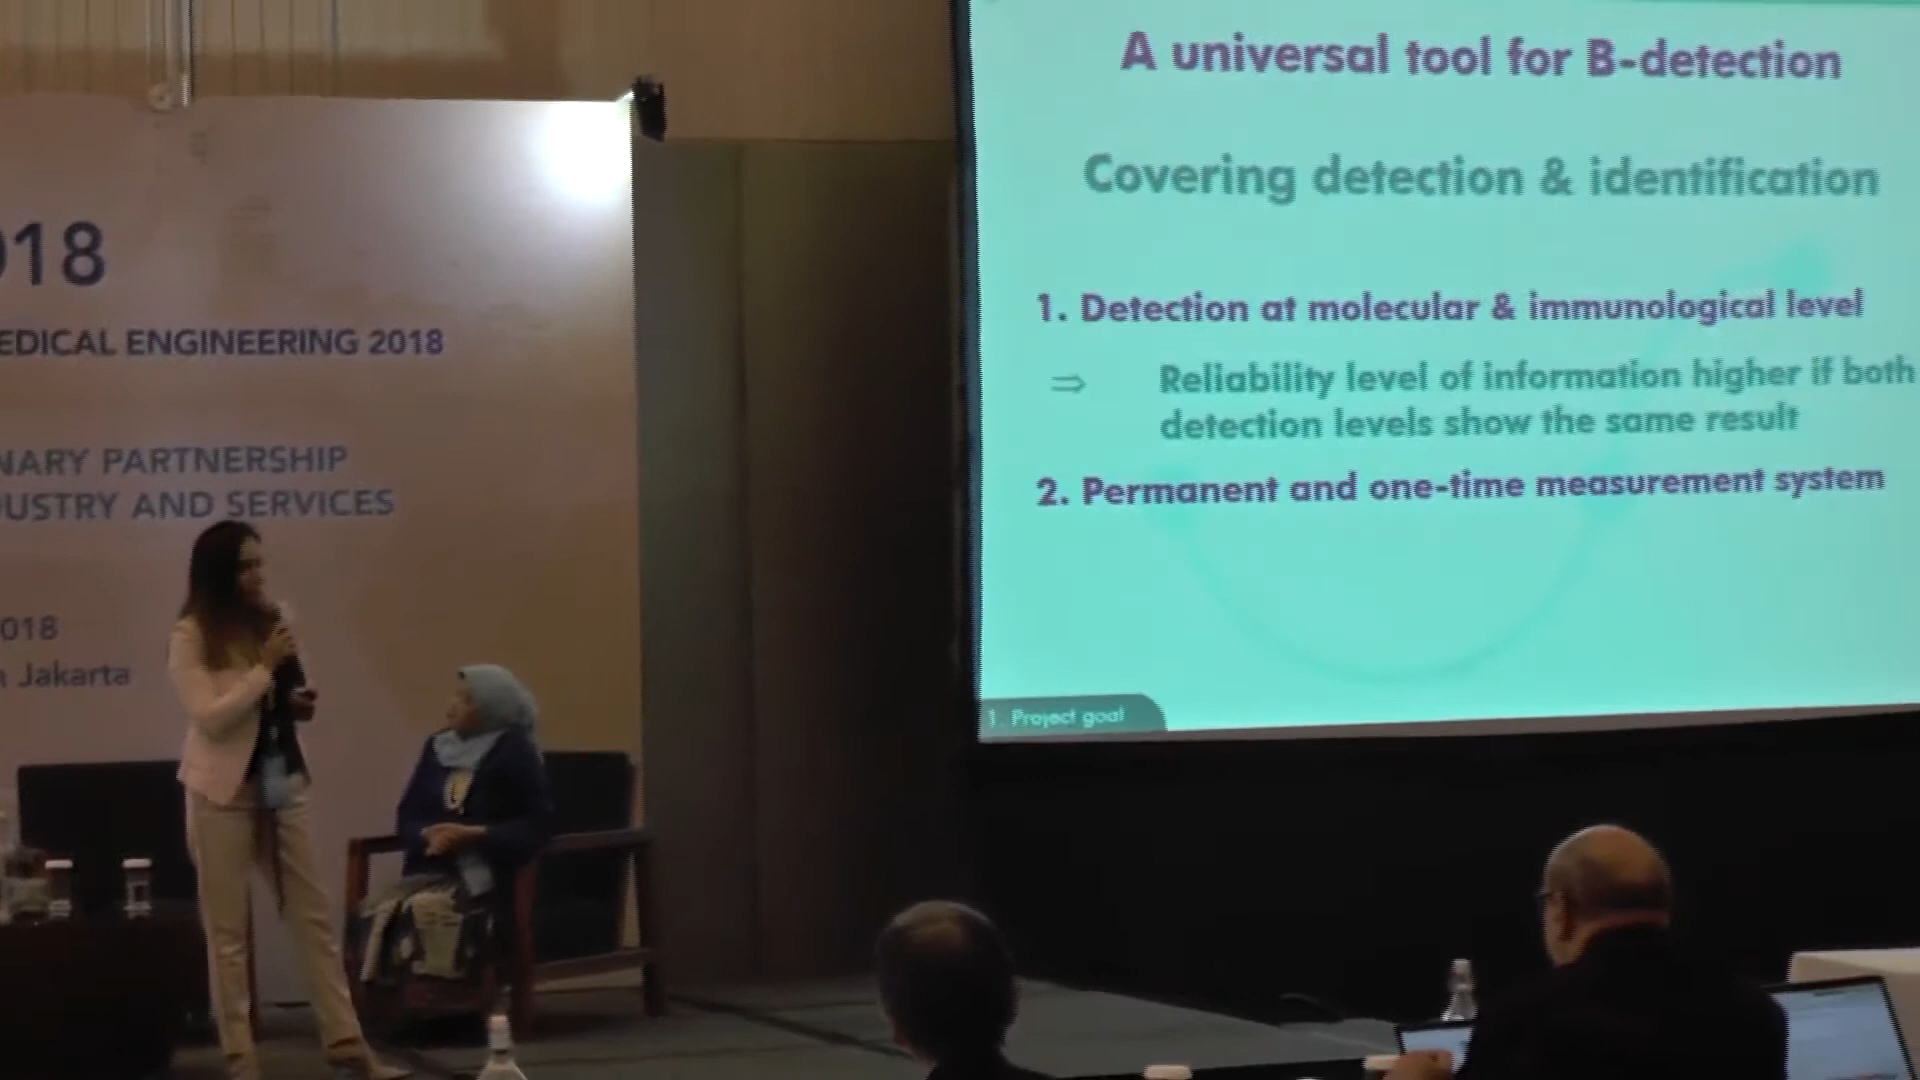 018
EDICAL ENGINEERING 2018
NARY PARTNERSHIP
USTRY AND SERVICES
018
Jakarta
A universal tool for B-detection
Covering detection & identification
1. Detection at molecular & immunological level
⇒ Reliability level of information higher if both
detection levels show the same result
2. Permanent and one-time measurement system
1. Project goal